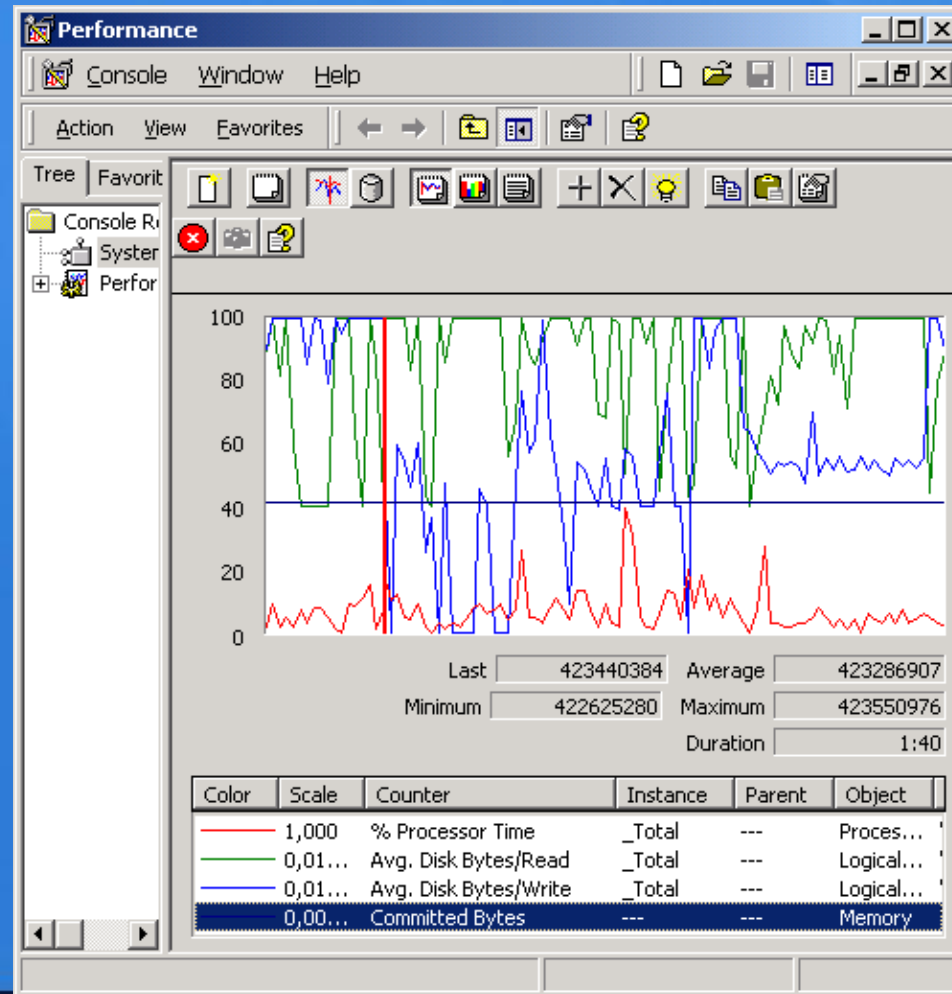 Performance
Console Window Help
Action View Favorites
Tree Favorit
Console R
System
Perfor
100
80
60
40
20
0
Last 423440384 Average 423286907
Minimum 422625280 Maximum 423550976
Duration 1:40
Color Scale Counter Instance Parent Object
1,000 % Processor Time _Total --- Proces...
0,01... Avg. Disk Bytes/Read _Total --- Logical...
0,01... Avg. Disk Bytes/Write _Total --- Logical...
0,00... Committed Bytes --- --- Memory